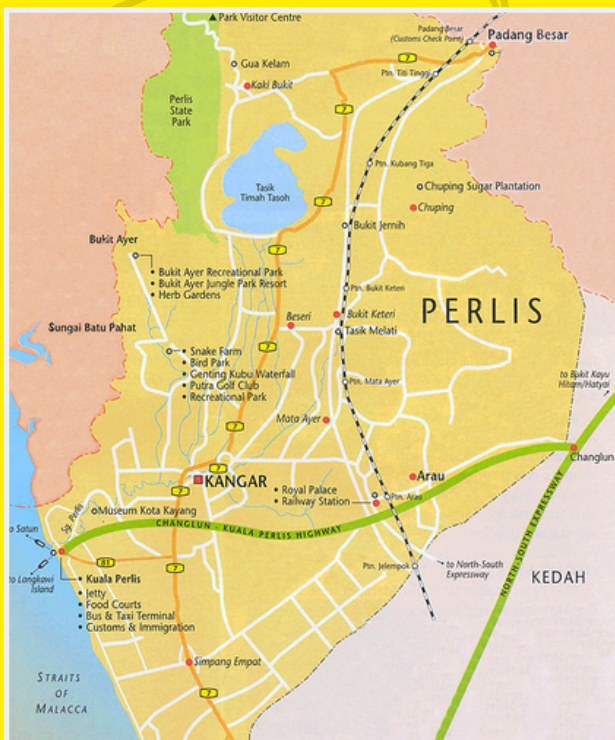 Park Visitor Centre
Padang Besar
(Customs Check Point)
Padang Besar
Gua Kelam
7
Ptn. Titi Tinggi
Kaki Bukit
Perlis
State
Park
7
Ptn. Kubang Tiga
Tasik
Timah Tasoh
Chuping Sugar Plantation
7
Chuping
Bukit Jernih
Bukit Ayer
7
Bukit Ayer Recreational Park
Bukit Ayer Jungle Park Resort
Herb Gardens
Ptn. Bukit Keteri
PERLIS
Sungai Batu Pahat
Beseri
Bukit Keteri
Tasik Melati
7
Snake Farm
Bird Park
Genting Kubu Waterfall
Putra Golf Club
Recreational Park
Ptn. Mata Ayer
to Bukit Kayu
Hitam/Hatyai
Mata Ayer
7
Changlun
7
KANGAR
Arau
7
Royal Palace
Railway Station
Ptn. Arau
Sg. Perlis
Museum Kota Kayang
CHANGLUN - KUALA PERLIS HIGHWAY
to Satun
NORTH-SOUTH EXPRESSWAY
81
7
Ptn. Jelempok
to North-South
Expressway
KEDAH
to Langkawi
Island
Kuala Perlis
Jetty
Food Courts
Bus & Taxi Terminal
Customs & Immigration
Simpang Empat
STRAITS
OF
MALACCA
7